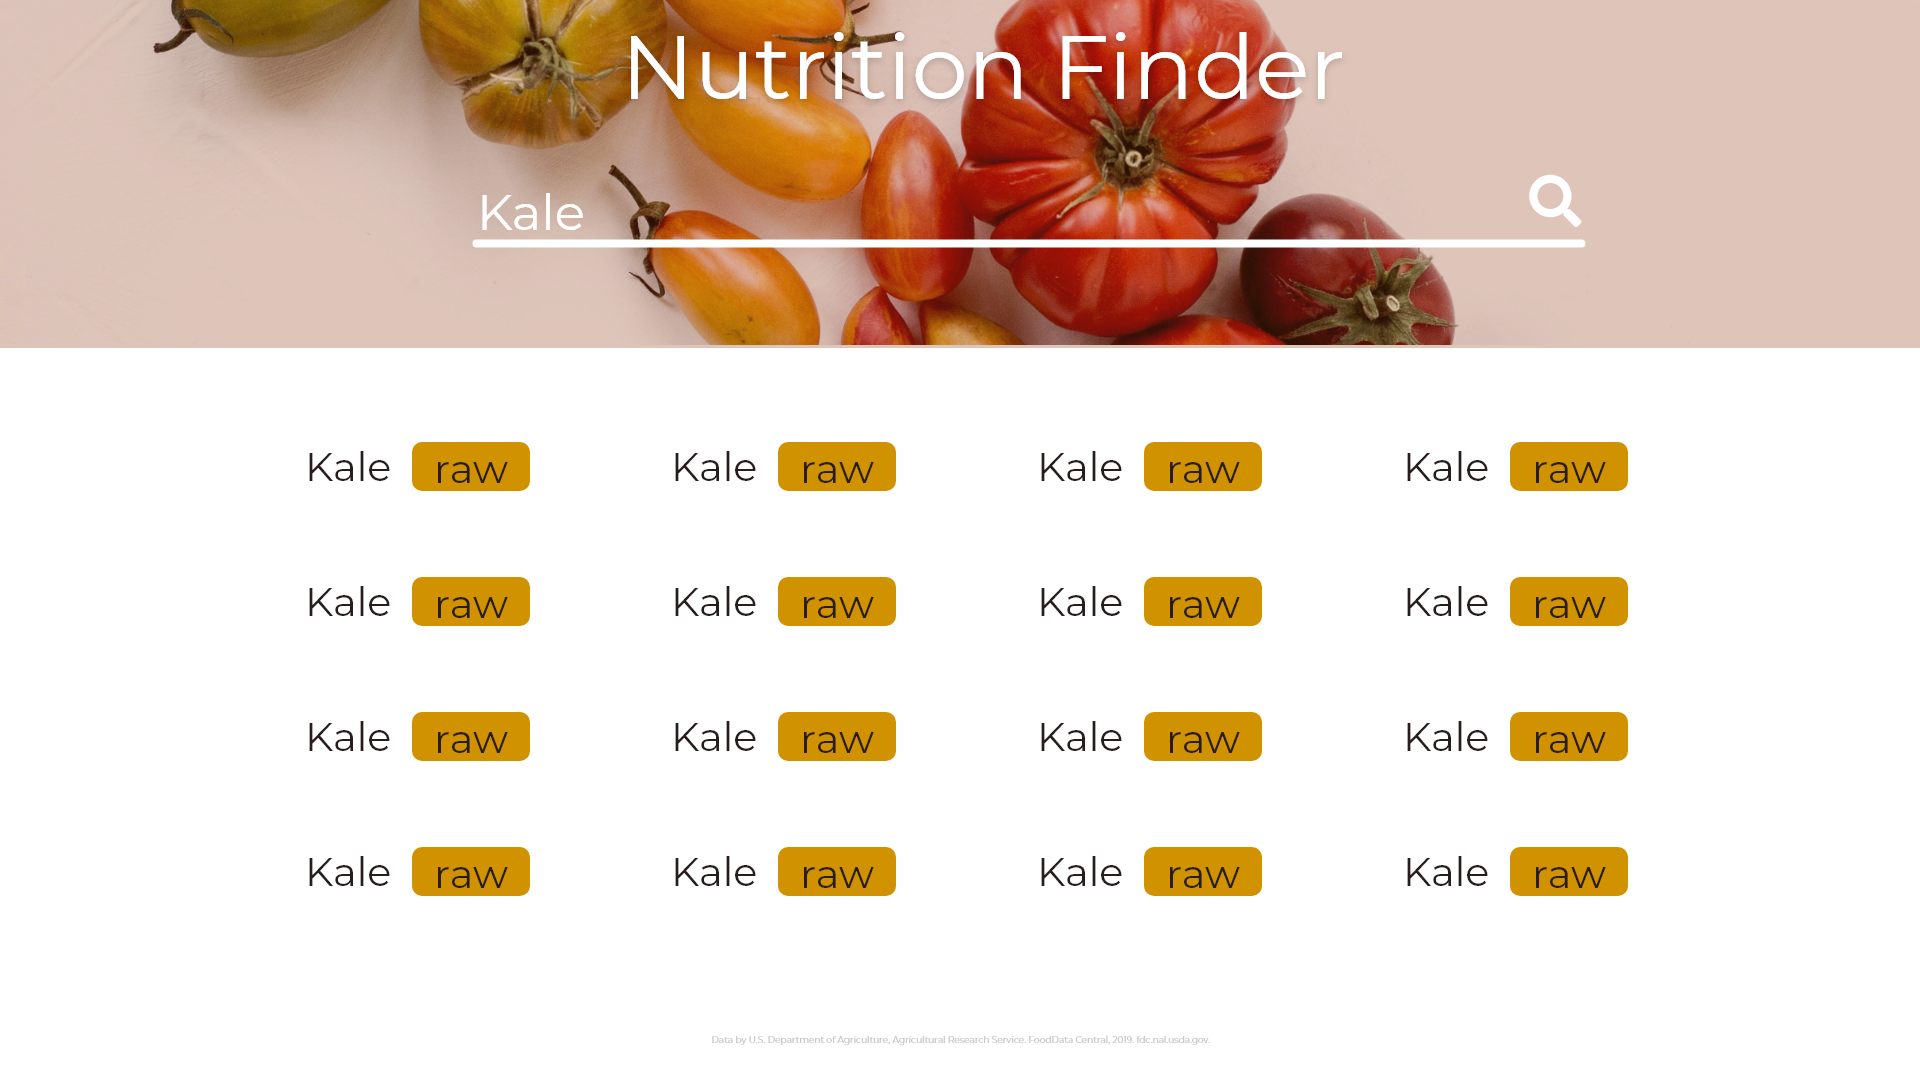 Nutrition Finder
Kale
Kale raw Kale raw Kale raw Kale raw
Kale raw Kale raw Kale raw Kale raw
Kale raw Kale raw Kale raw Kale raw
Kale raw Kale raw Kale raw Kale raw
Data by U.S. Department of Agriculture, Agricultural Research Service. FoodData Central, 2019. fdc.nal.usda.gov.